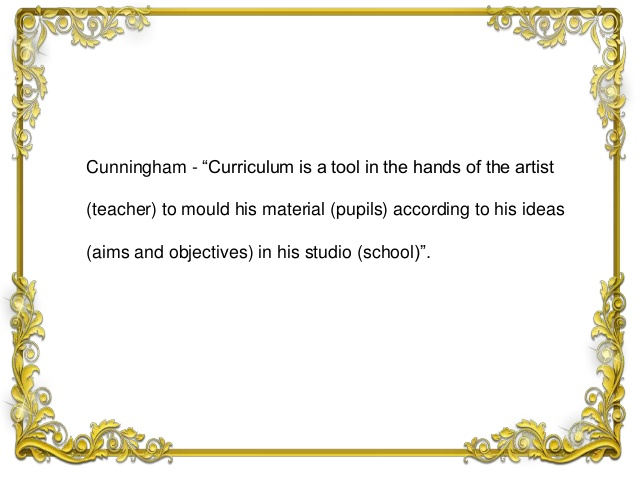 Cunningham - “Curriculum is a tool in the hands of the artist
(teacher) to mould his material (pupils) according to his ideas
(aims and objectives) in his studio (school)”.